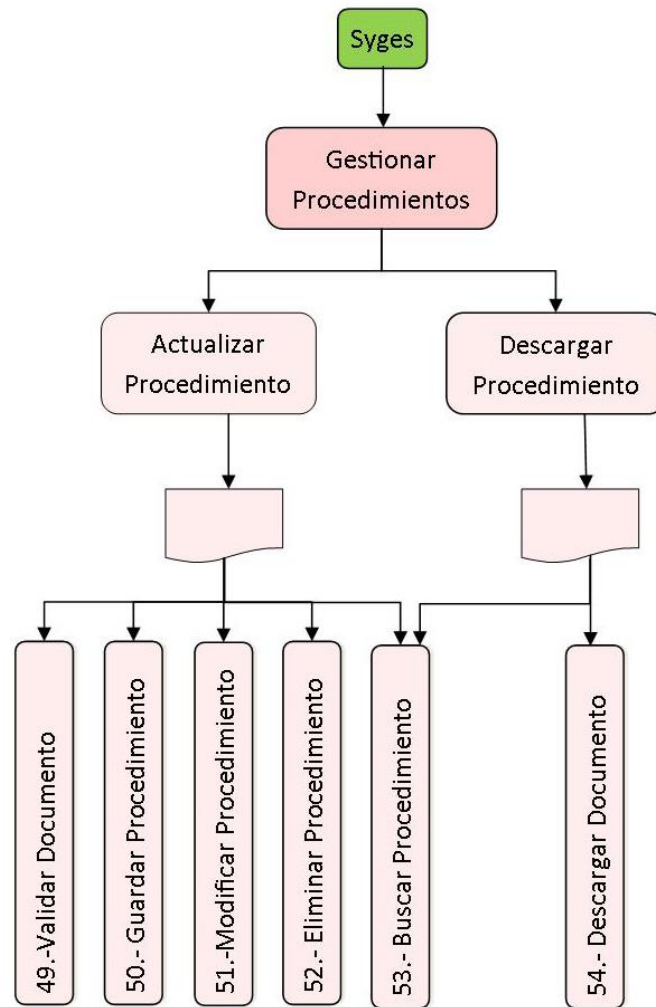 Syges
Gestionar
Procedimientos
Actualizar
Procedimiento
Descargar
Procedimiento
49.-Validar Documento
50.- Guardar Procedimiento
51.-Modificar Procedimiento
52.- Eliminar Procedimiento
53.- Buscar Procedimiento
54.- Descargar Documento